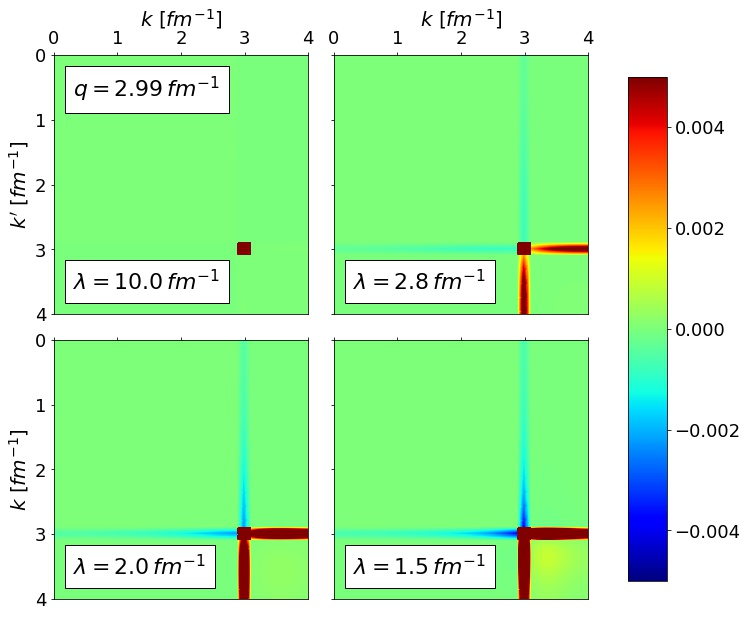 k [fm⁻¹] k [fm⁻¹]
0 1 2 3 4 0 1 2 3 4
0
1
2
3
4
k′ [fm⁻¹]
q = 2.99 fm⁻¹
λ = 10.0 fm⁻¹
λ = 2.8 fm⁻¹
0
1
2
3
4
k [fm⁻¹]
λ = 2.0 fm⁻¹
λ = 1.5 fm⁻¹
0.004
0.002
0.000
−0.002
−0.004